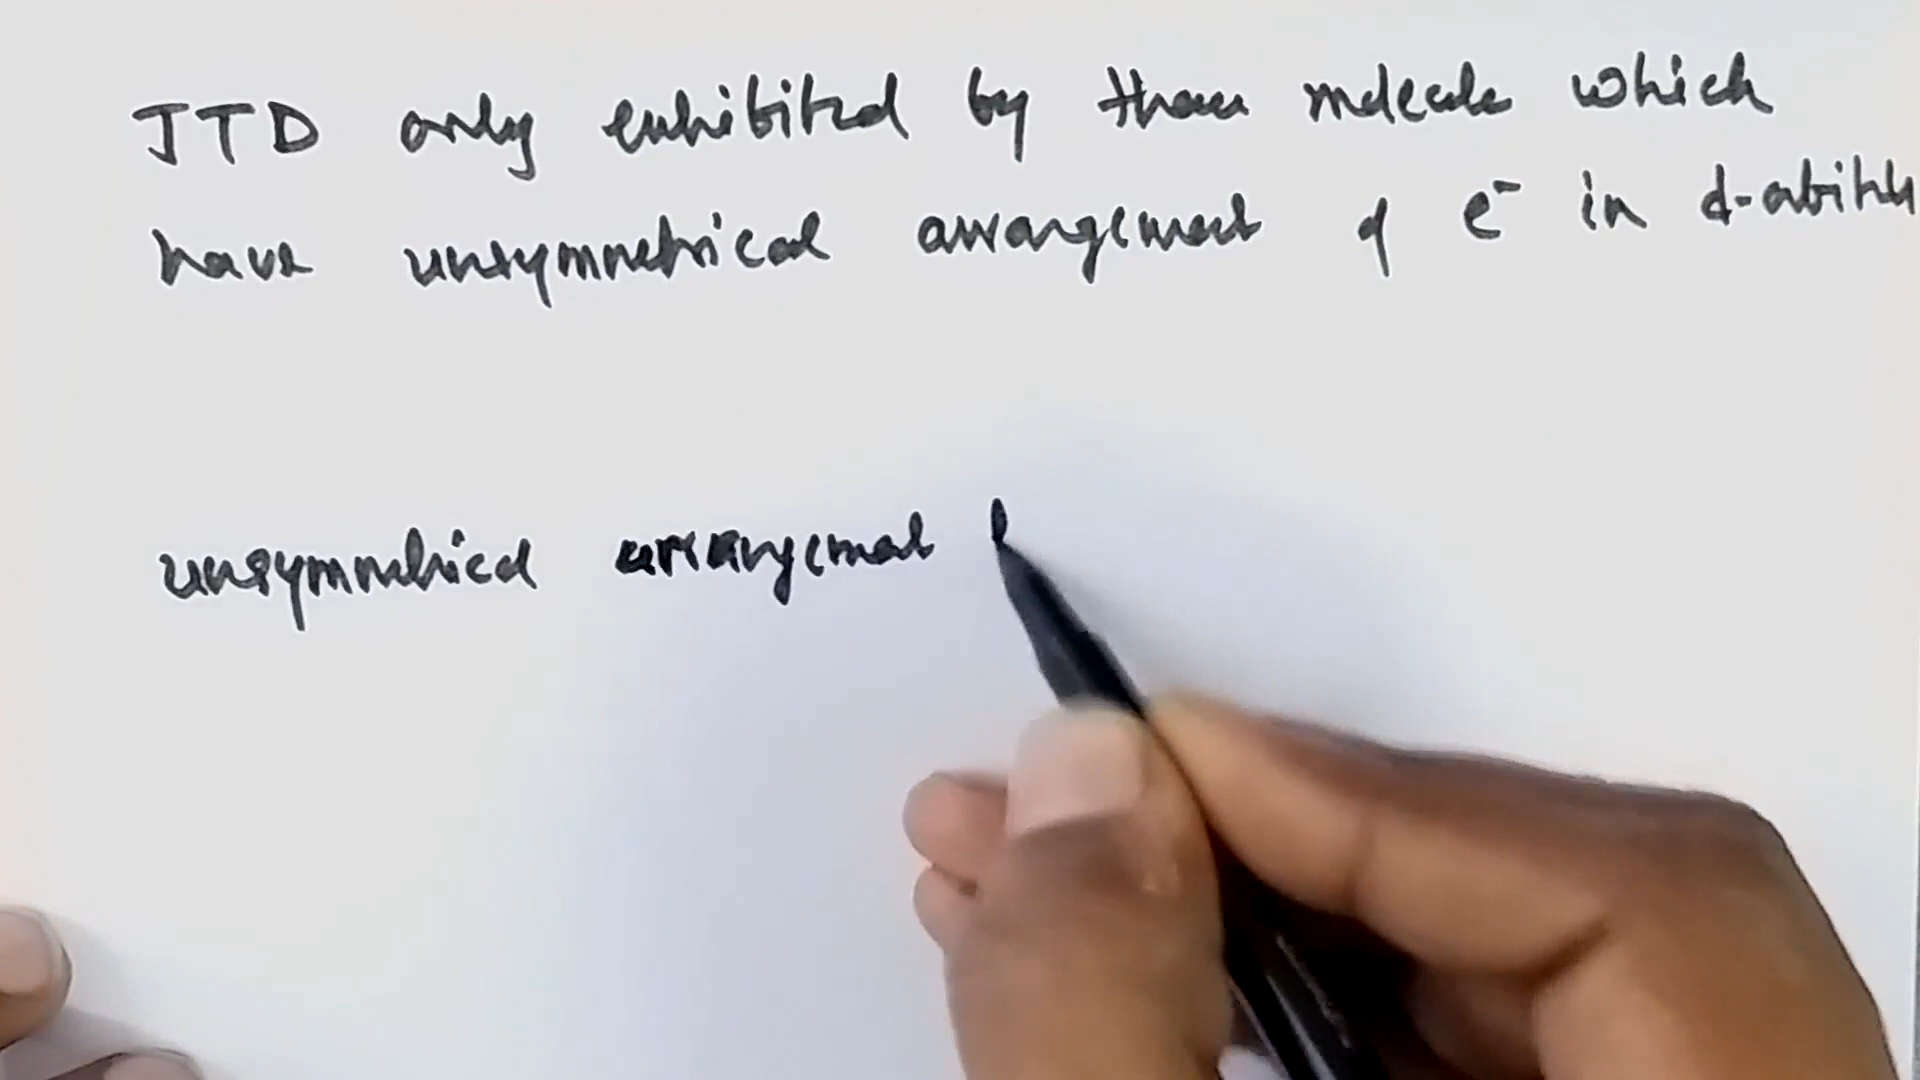 JTD only exhibited by those molecule which
have unsymmetrical arrangement of e⁻ in d-orbitals
unsymmetrical arrangement